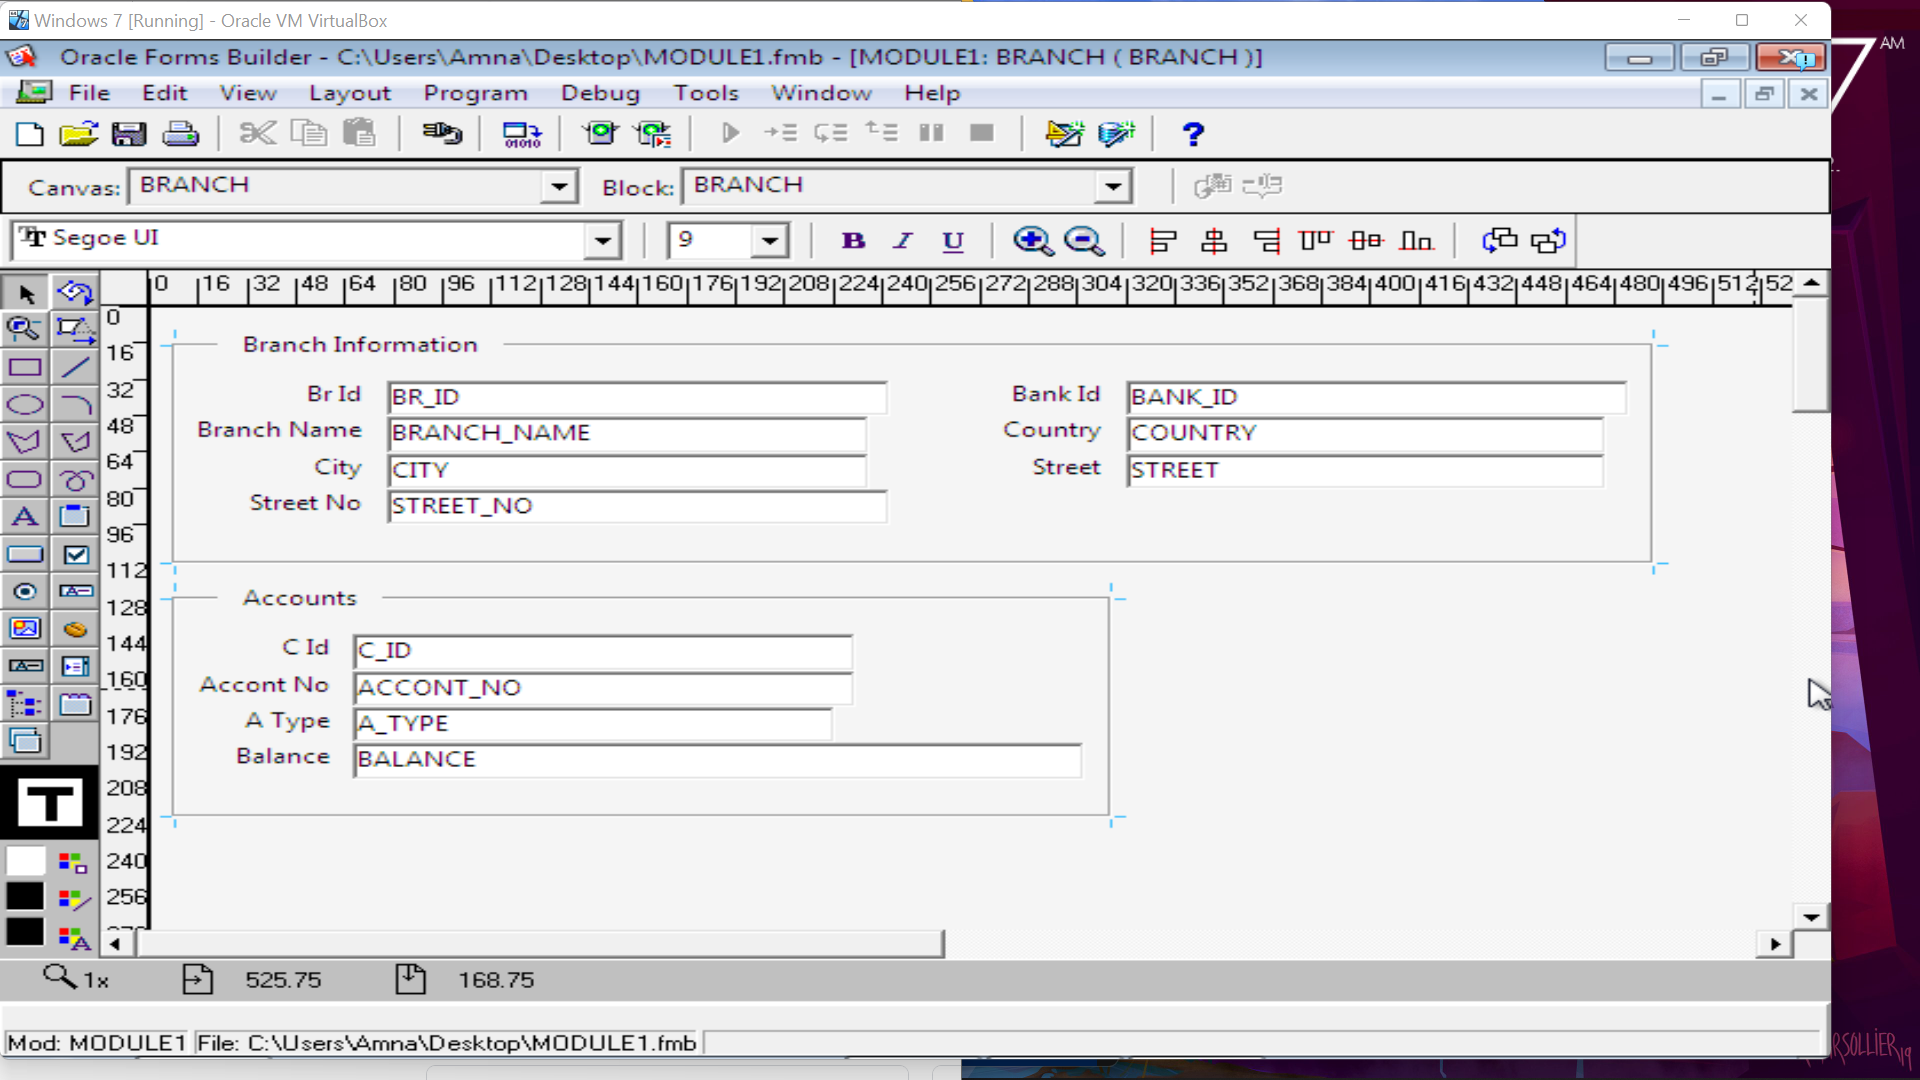 Windows 7 [Running] - Oracle VM VirtualBox
AM
Oracle Forms Builder - C:\Users\Amna\Desktop\MODULE1.fmb - [MODULE1: BRANCH ( BRANCH )]
File Edit View Layout Program Debug Tools Window Help
Canvas: BRANCH Block: BRANCH
Segoe UI 9 B I U
0 16 32 48 64 80 96 112 128 144 160 176 192 208 224 240 256 272 288 304 320 336 352 368 384 400 416 432 448 464 480 496 512 52
0
16
32
48
64
80
96
112
128
144
160
176
192
208
224
240
256
Branch Information
Br Id BR_ID Bank Id BANK_ID
Branch Name BRANCH_NAME Country COUNTRY
City CITY Street STREET
Street No STREET_NO
Accounts
C Id C_ID
Accont No ACCONT_NO
A Type A_TYPE
Balance BALANCE
1x 525.75 168.75
Mod: MODULE1 File: C:\Users\Amna\Desktop\MODULE1.fmb